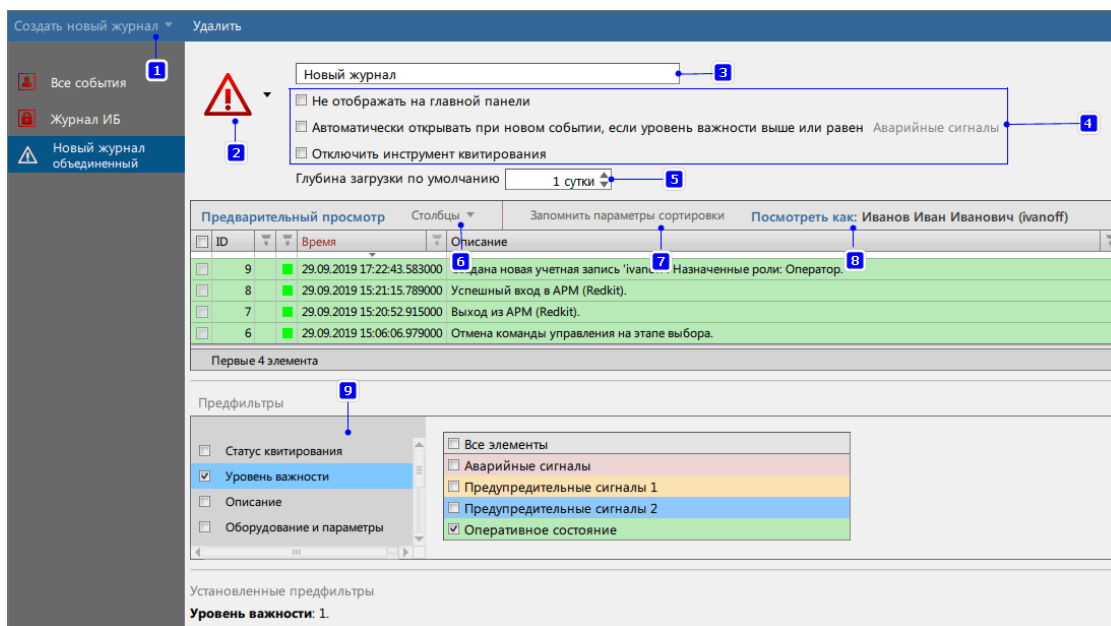 Создать новый журнал Удалить
1
Все события
Журнал ИБ
Новый журнал
объединенный
2
Новый журнал
3
Не отображать на главной панели
Автоматически открывать при новом событии, если уровень важности выше или равен Аварийные сигналы
4
Отключить инструмент квитирования
Глубина загрузки по умолчанию 1 сутки
5
Предварительный просмотр Столбцы Запомнить параметры сортировки Посмотреть как: Иванов Иван Иванович (ivanoff)
ID Время Описание
6 7 8
9 29.09.2019 17:22:43.583000 новая учетная запись Назначенные роли: Оператор.
8 29.09.2019 15:21:15.789000 Успешный вход в АРМ (Redkit).
7 29.09.2019 15:20:52.915000 Выход из АРМ (Redkit).
6 29.09.2019 15:06:06.979000 Отмена команды управления на этапе выбора.
Первые 4 элемента
Предфильтры
9
Статус квитирования
Уровень важности
Описание
Оборудование и параметры
Все элементы
Аварийные сигналы
Предупредительные сигналы 1
Предупредительные сигналы 2
Оперативное состояние
Установленные предфильтры
Уровень важности: 1.